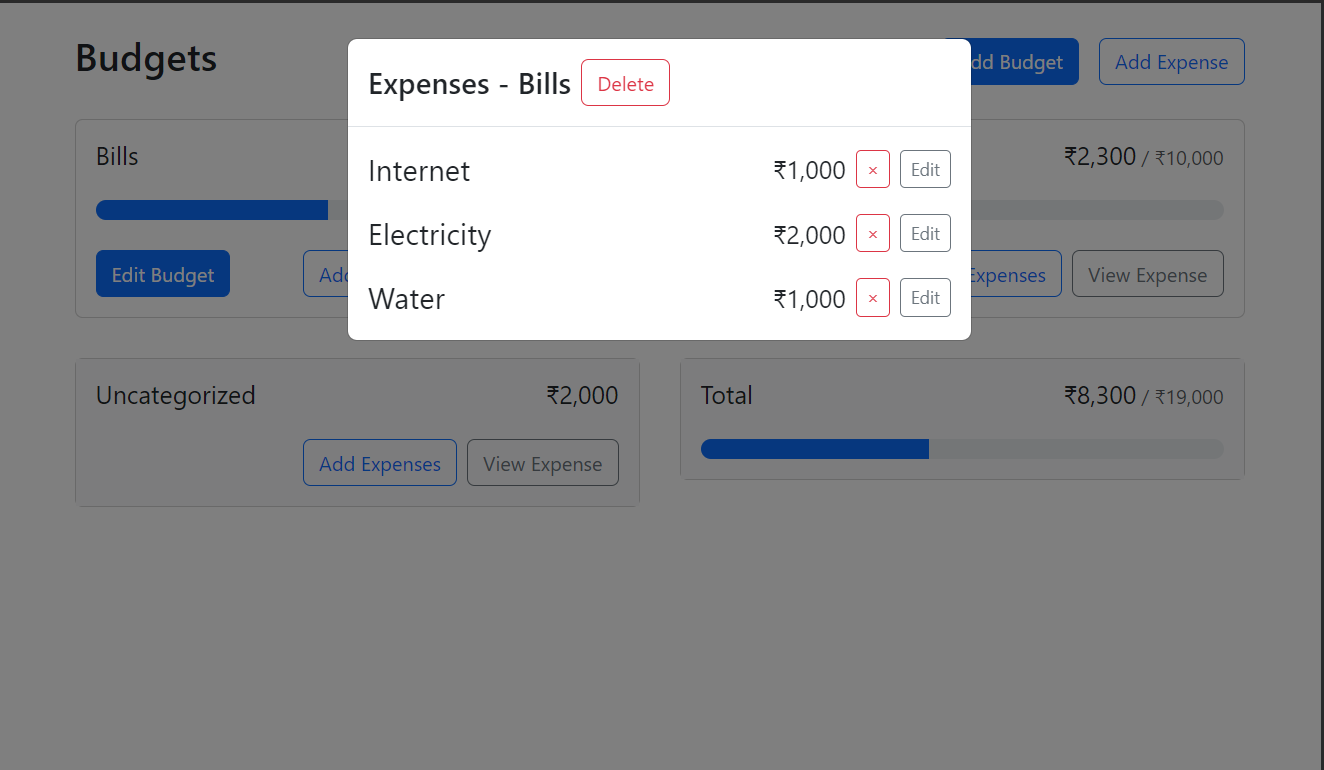 Budgets
dd Budget
Add Expense
Expenses - Bills
Delete
Internet
₹1,000
×
Edit
Electricity
₹2,000
×
Edit
Water
₹1,000
×
Edit
Bills
Edit Budget
Add
₹2,300 / ₹10,000
Expenses
View Expense
Uncategorized
₹2,000
Add Expenses
View Expense
Total
₹8,300 / ₹19,000